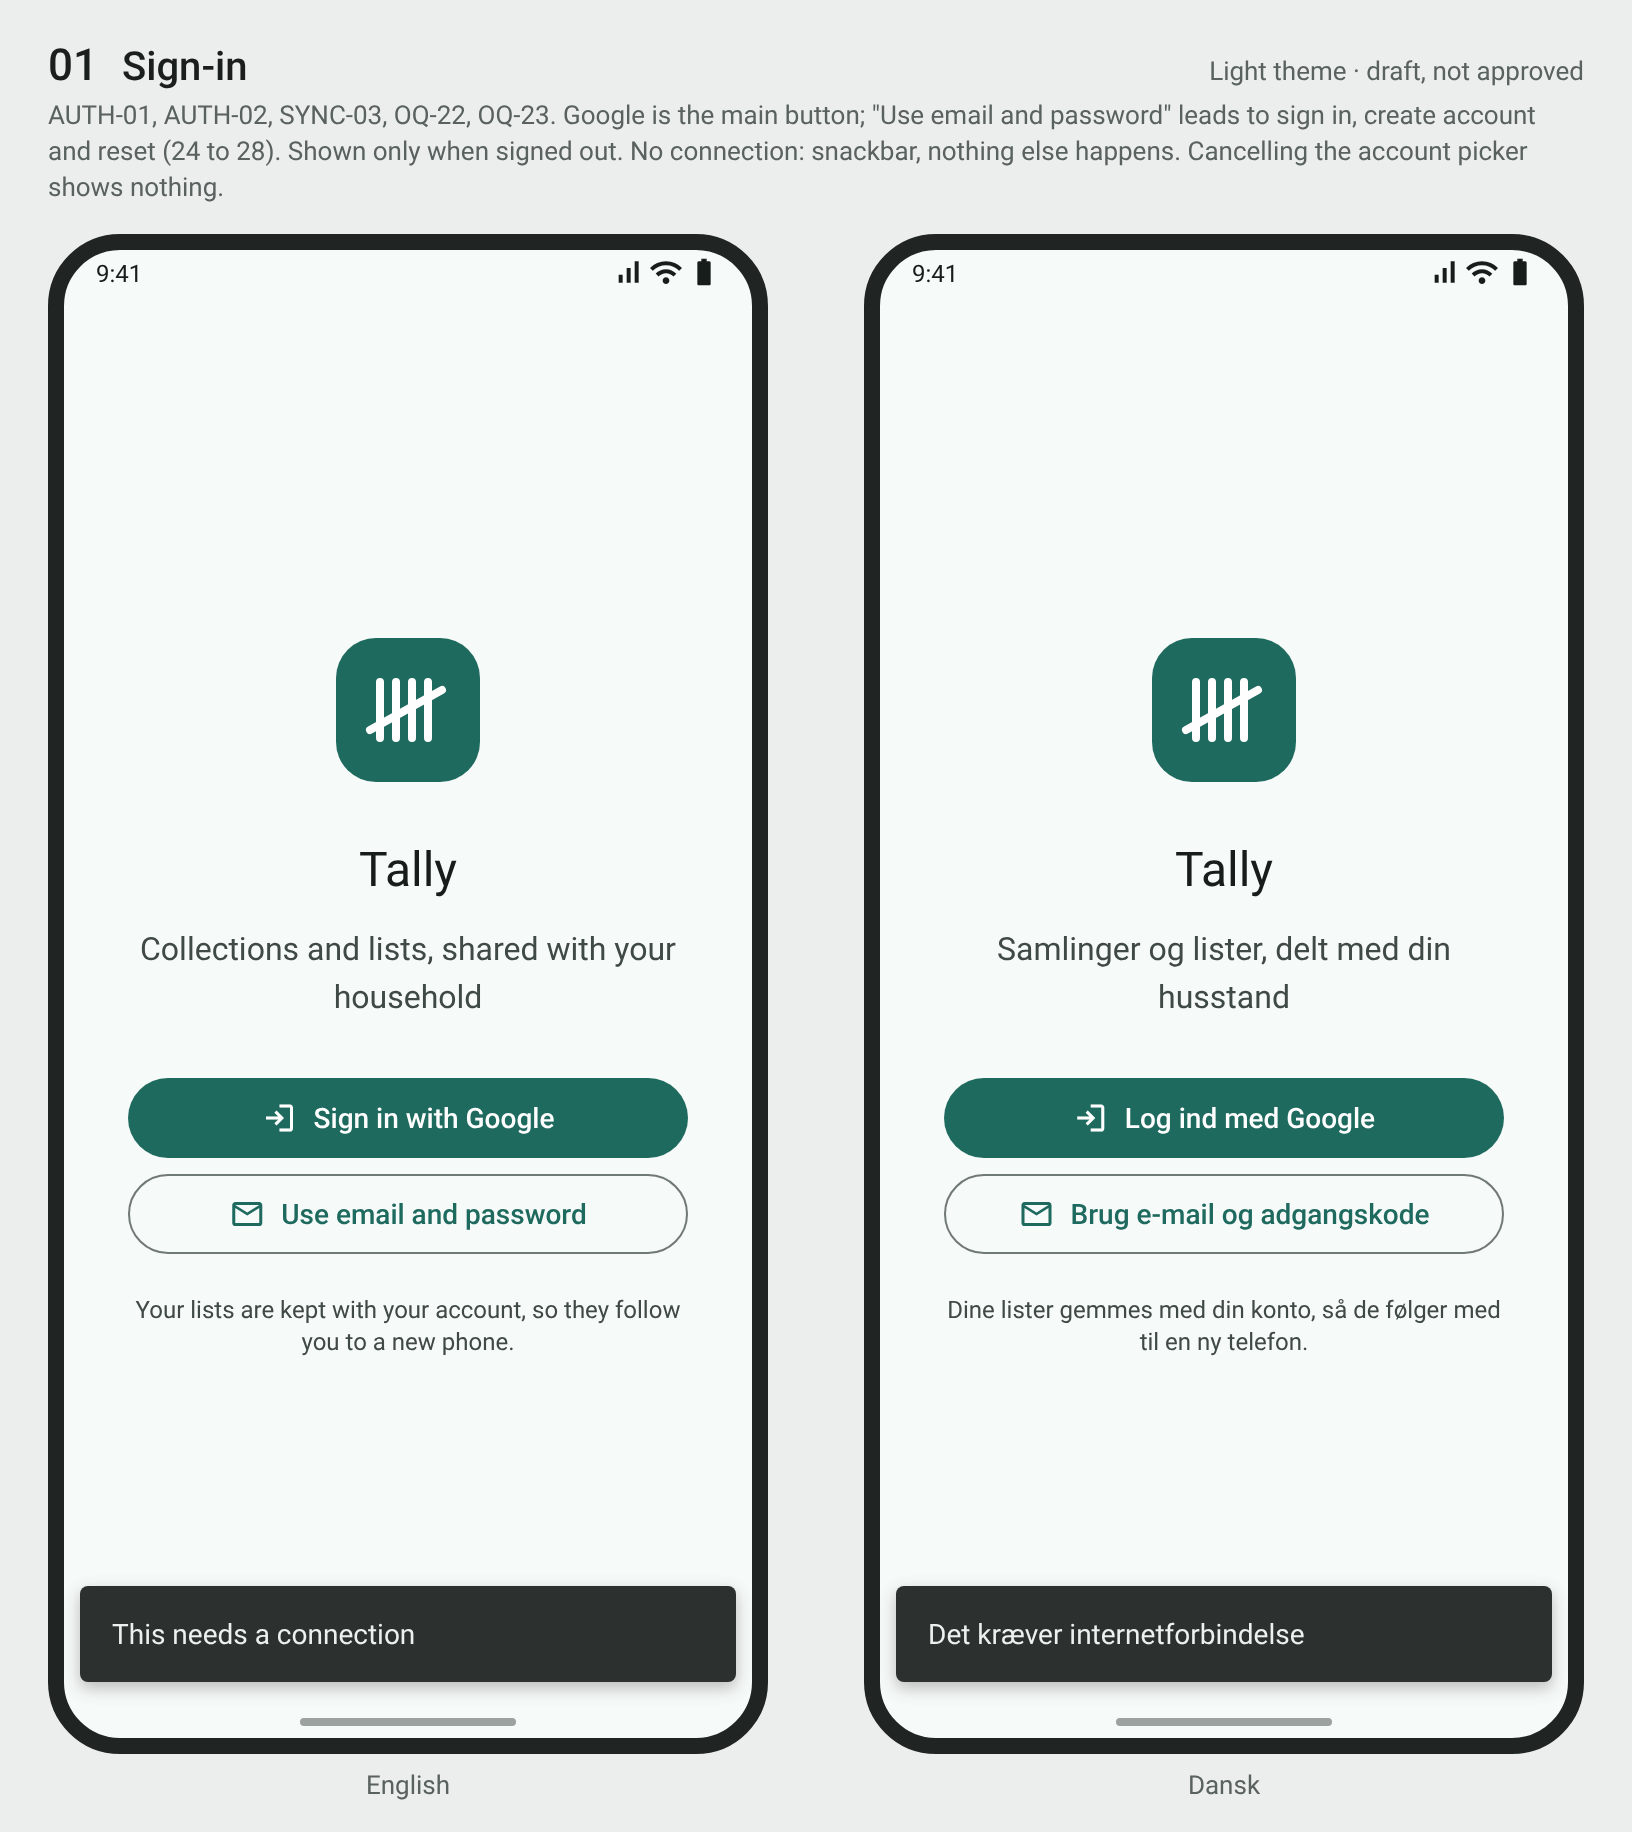 01 Sign-in
Light theme · draft, not approved
AUTH-01, AUTH-02, SYNC-03, OQ-22, OQ-23. Google is the main button; "Use email and password" leads to sign in, create account
and reset (24 to 28). Shown only when signed out. No connection: snackbar, nothing else happens. Cancelling the account picker
shows nothing.
9:41
Tally
Collections and lists, shared with your
household
Sign in with Google
Use email and password
Your lists are kept with your account, so they follow
you to a new phone.
This needs a connection
English
9:41
Tally
Samlinger og lister, delt med din
husstand
Log ind med Google
Brug e-mail og adgangskode
Dine lister gemmes med din konto, så de følger med
til en ny telefon.
Det kræver internetforbindelse
Dansk